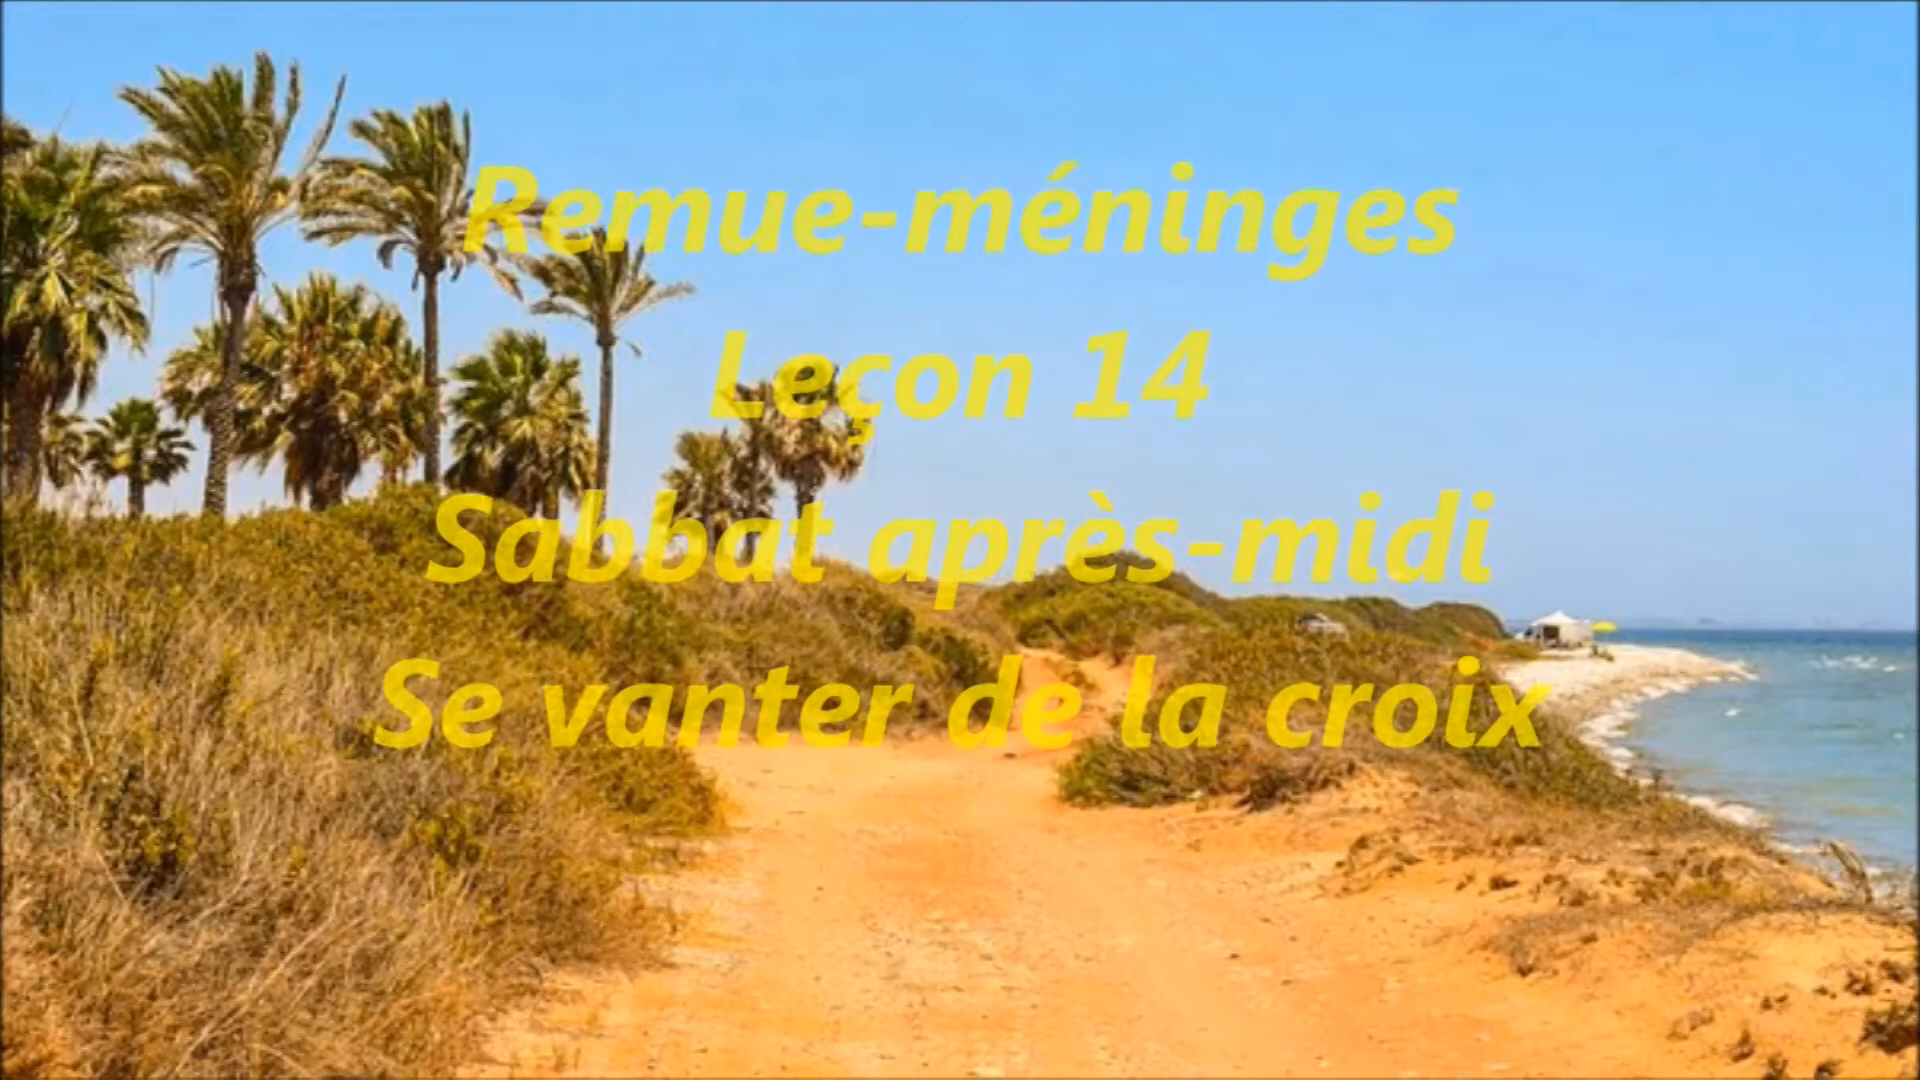 Remue-méninges
Leçon 14
Sabbat après-midi
Se vanter de la croix